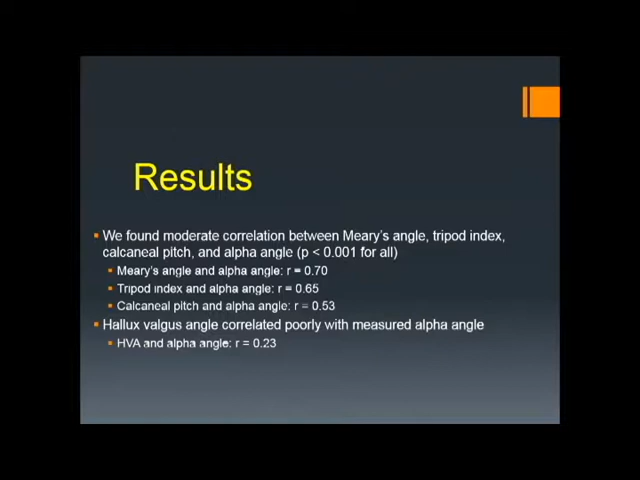 Results
We found moderate correlation between Meary's angle, tripod index,
calcaneal pitch, and alpha angle (p < 0.001 for all)
Meary's angle and alpha angle: r = 0.70
Tripod index and alpha angle: r = 0.65
Calcaneal pitch and alpha angle: r = 0.53
Hallux valgus angle correlated poorly with measured alpha angle
HVA and alpha angle: r = 0.23